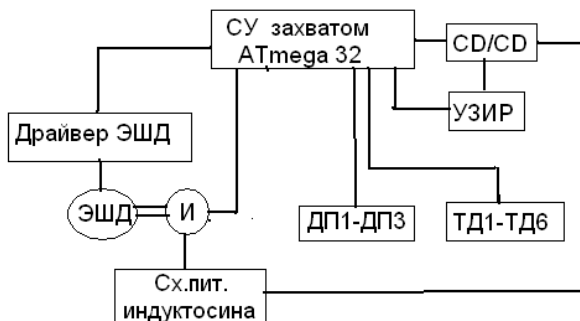 СУ захватом
ATmega 32
CD/CD
Драйвер ЭШД
УЗИР
ЭШД
И
ДП1-ДП3
ТД1-ТД6
Сх.пит.
индуктосина